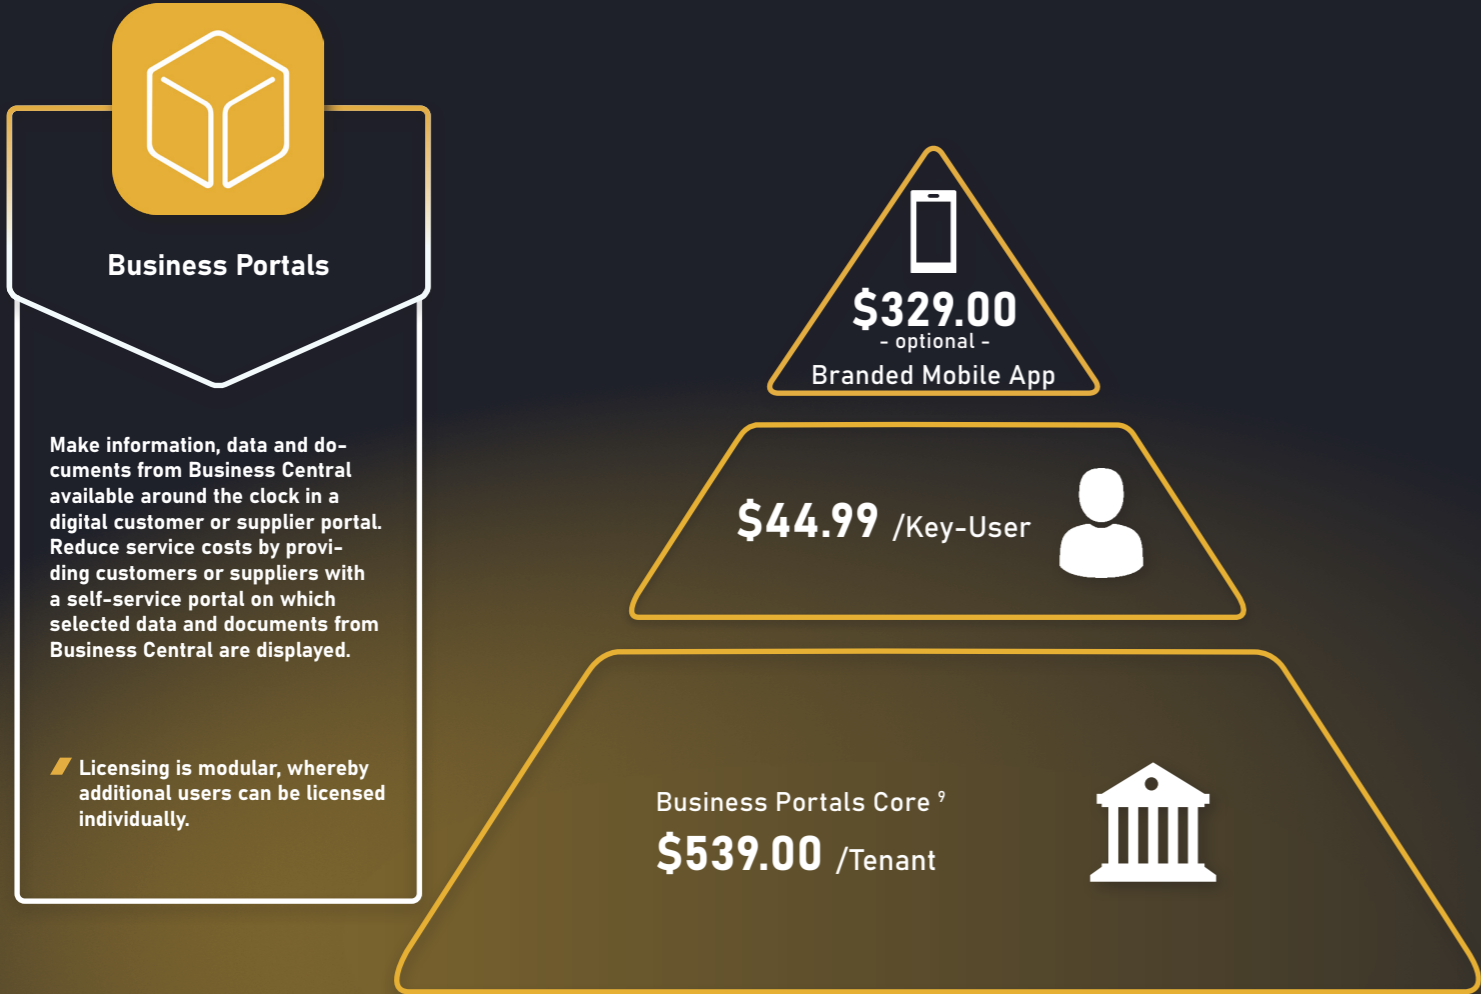 Business Portals
Make information, data and do-
cuments from Business Central
available around the clock in a
digital customer or supplier portal.
Reduce service costs by provi-
ding customers or suppliers with
a self-service portal on which
selected data and documents from
Business Central are displayed.
Licensing is modular, whereby
additional users can be licensed
individually.
$329.00
- optional -
Branded Mobile App
$44.99 /Key-User
Business Portals Core ⁹
$539.00 /Tenant